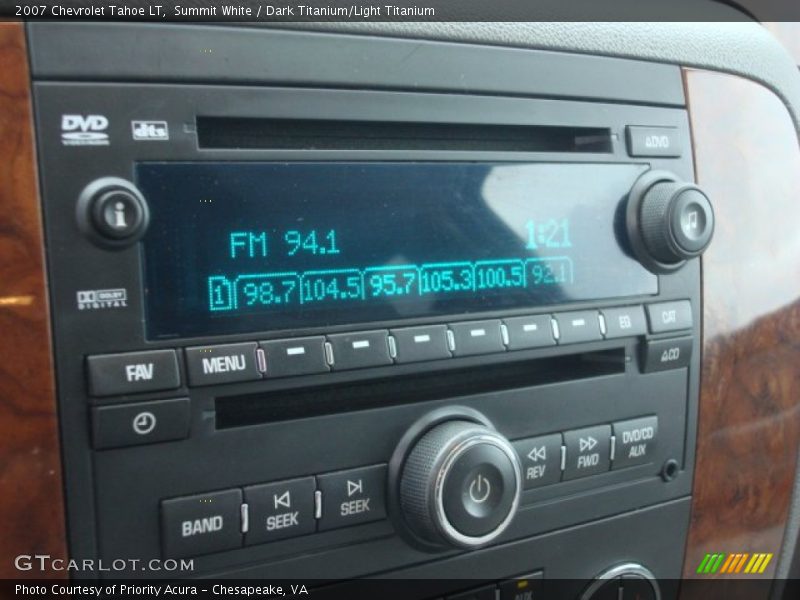 2007 Chevrolet Tahoe LT, Summit White / Dark Titanium/Light Titanium
DVD
VIDEO
dts
DVD
i
FM 94.1
1:21
1 98.7 104.5 95.7 105.3 100.5 92.1
DOLBY
DIGITAL
FAV
MENU
EQ
CAT
CD
BAND
SEEK
SEEK
REV
FWD
DVD/CD
AUX
GTCARLOT.COM
Photo Courtesy of Priority Acura - Chesapeake, VA